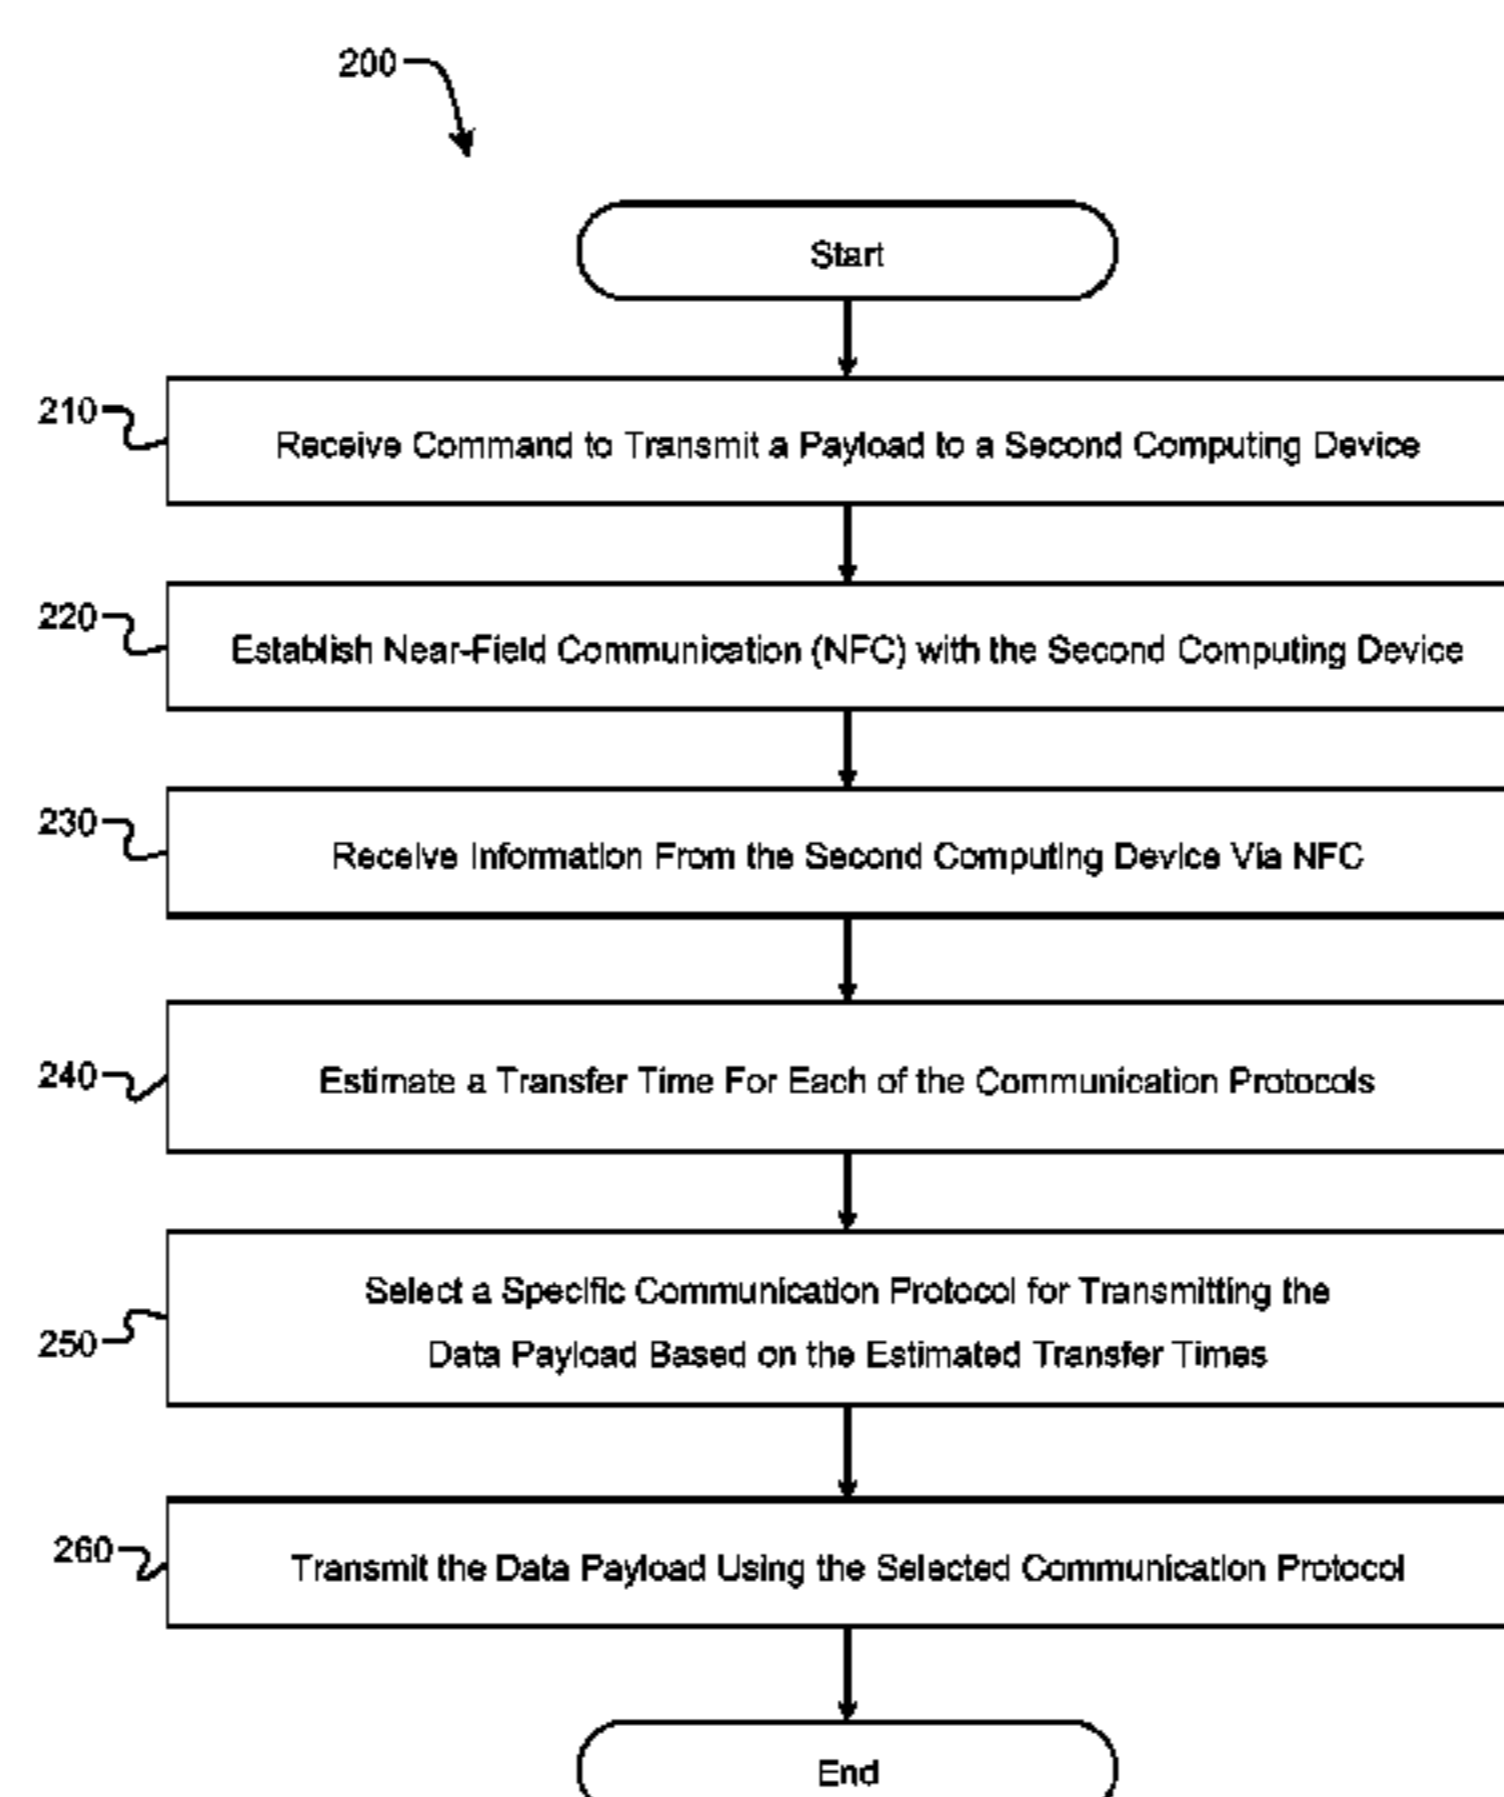 200
Start
210
Receive Command to Transmit a Payload to a Second Computing Device
220
Establish Near-Field Communication (NFC) with the Second Computing Device
230
Receive Information From the Second Computing Device Via NFC
240
Estimate a Transfer Time For Each of the Communication Protocols
250
Select a Specific Communication Protocol for Transmitting the
Data Payload Based on the Estimated Transfer Times
260
Transmit the Data Payload Using the Selected Communication Protocol
End